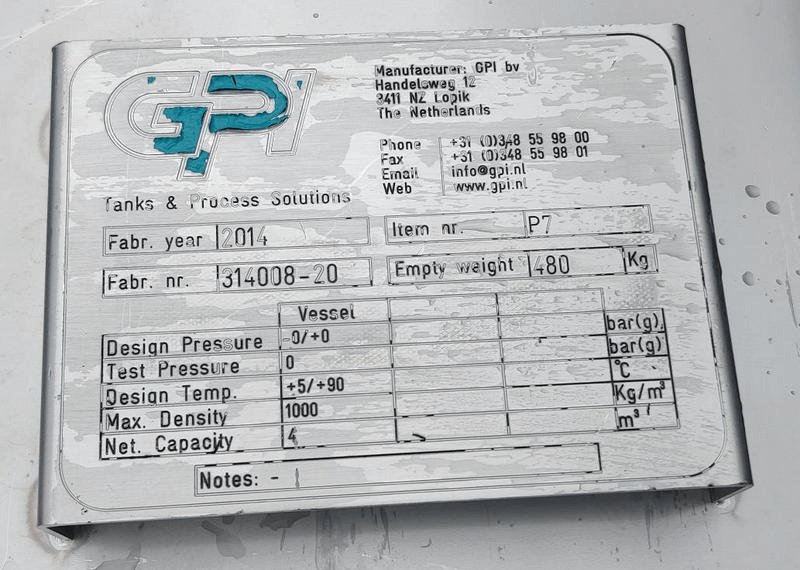 GPI
Tanks & Process Solutions
Manufacturer: GPI bv
Handelsweg 12
3411 NZ Lopik
The Netherlands
Phone +31 (0)348 55 98 00
Fax +31 (0)348 55 98 01
Email info@gpi.nl
Web www.gpi.nl
Fabr. year 2014
Item nr. P7
Fabr. nr. 314008-20
Empty weight 480 Kg
Vessel
Design Pressure -0/+0 bar(g)
Test Pressure 0 bar(g)
Design Temp. +5/+90 °C
Max. Density 1000 Kg/m³
Net. Capacity 4 m³
Notes: -